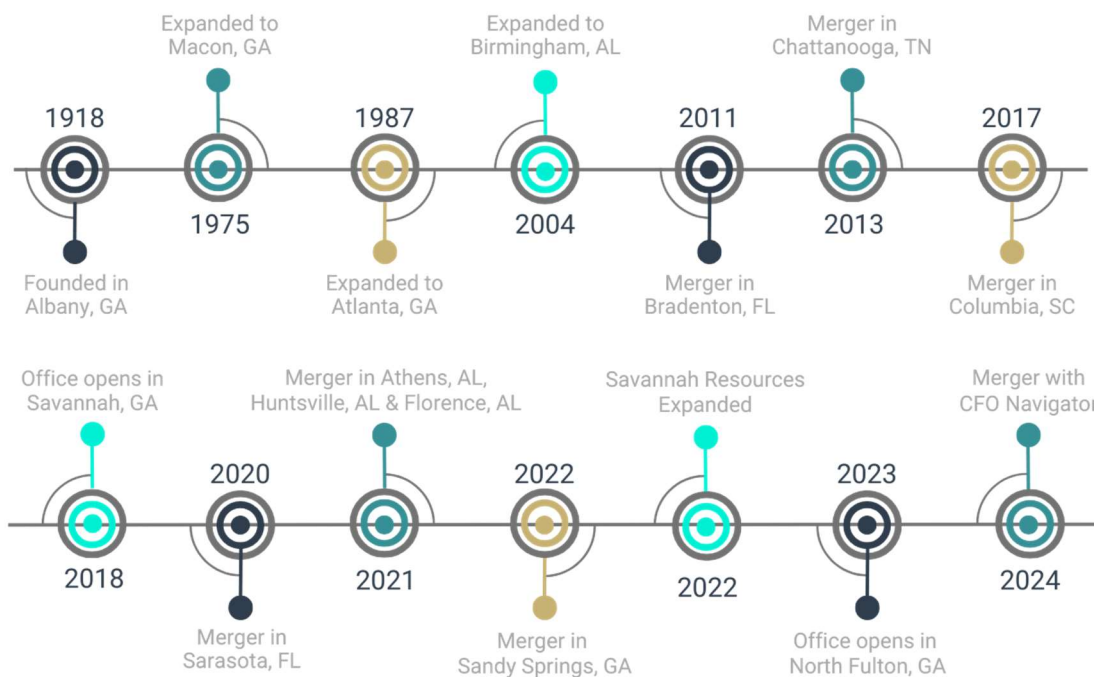 1918
Founded in
Albany, GA
Expanded to
Macon, GA
1975
1987
Expanded to
Atlanta, GA
Expanded to
Birmingham, AL
2004
2011
Merger in
Bradenton, FL
Merger in
Chattanooga, TN
2013
2017
Merger in
Columbia, SC
Office opens in
Savannah, GA
2018
2020
Merger in
Sarasota, FL
Merger in Athens, AL,
Huntsville, AL & Florence, AL
2021
2022
Merger in
Sandy Springs, GA
Savannah Resources
Expanded
2022
2023
Office opens in
North Fulton, GA
Merger with
CFO Navigator
2024